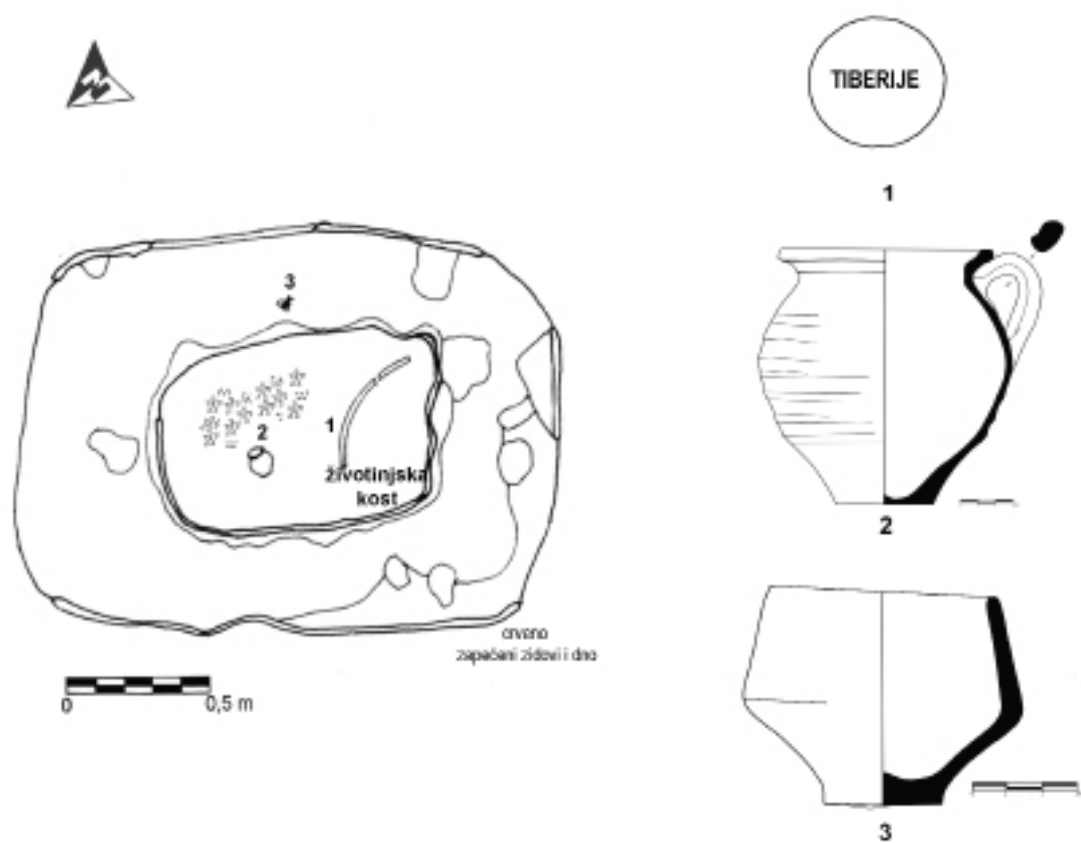 TIBERIJE
1
3
2
1
životinjska
kost
2
crveno
zapečeni zidovi i dno
0
0,5 m
3